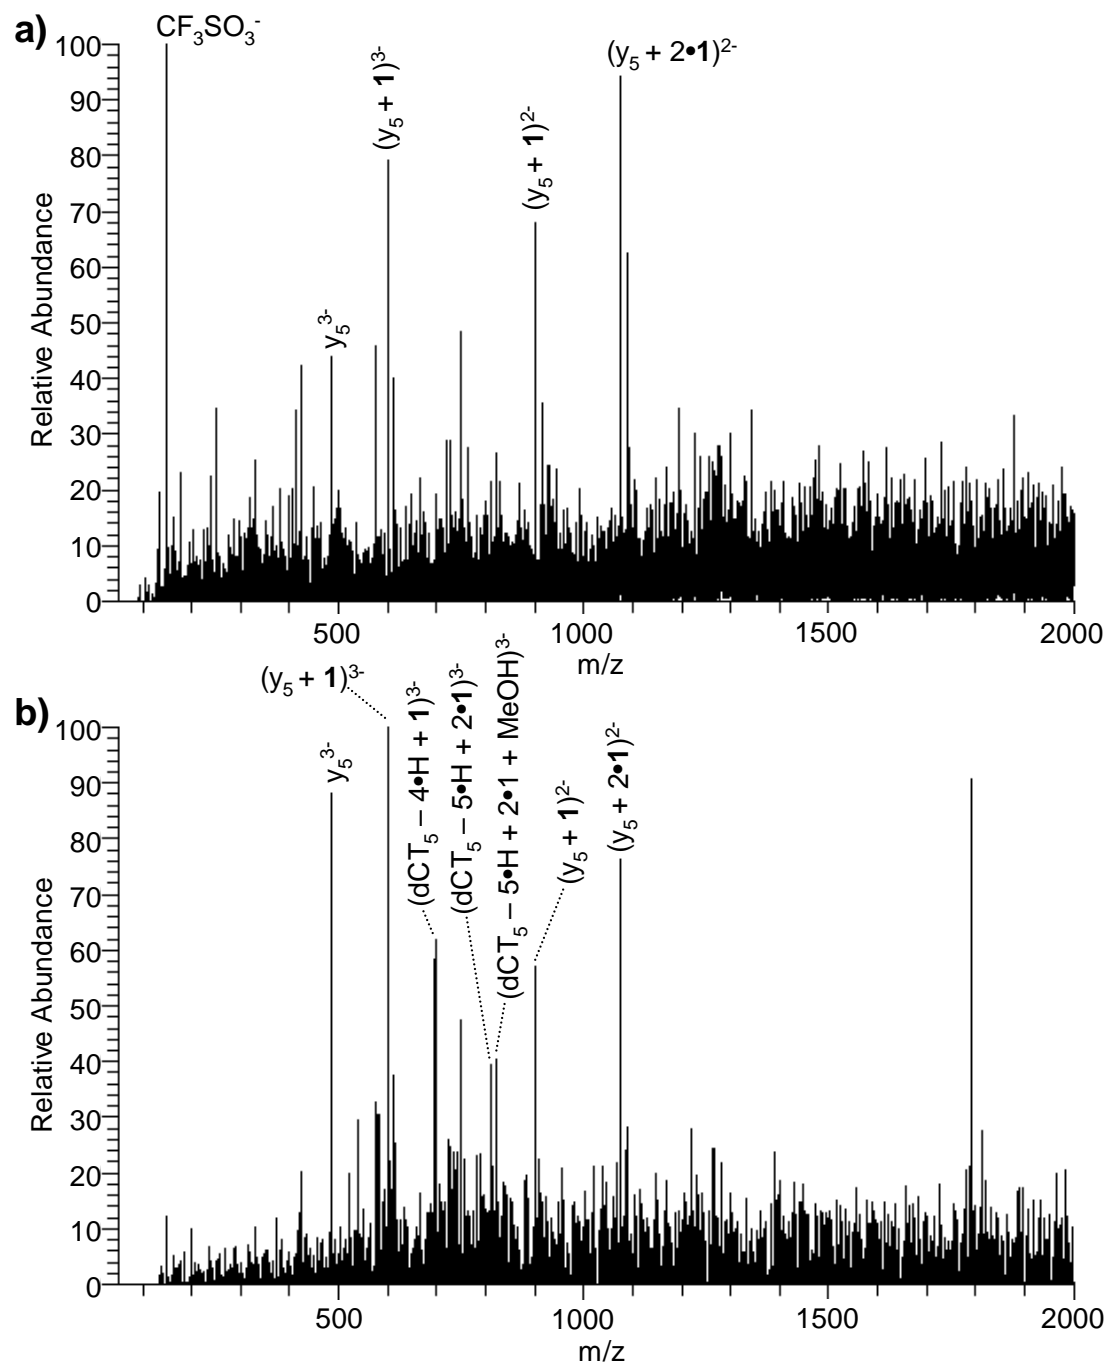 a)
CF₃SO₃⁻
(y₅ + 1)³⁻
(y₅ + 2•1)²⁻
(y₅ + 1)²⁻
y₅³⁻
Relative Abundance
100
90
80
70
60
50
40
30
20
10
0
500 1000 1500 2000
m/z
b)
(y₅ + 1)³⁻
y₅³⁻
(dCT₅ – 4•H + 1)³⁻
(dCT₅ – 5•H + 2•1)³⁻
(dCT₅ – 5•H + 2•1 + MeOH)³⁻
(y₅ + 1)²⁻
(y₅ + 2•1)²⁻
Relative Abundance
100
90
80
70
60
50
40
30
20
10
0
500 1000 1500 2000
m/z